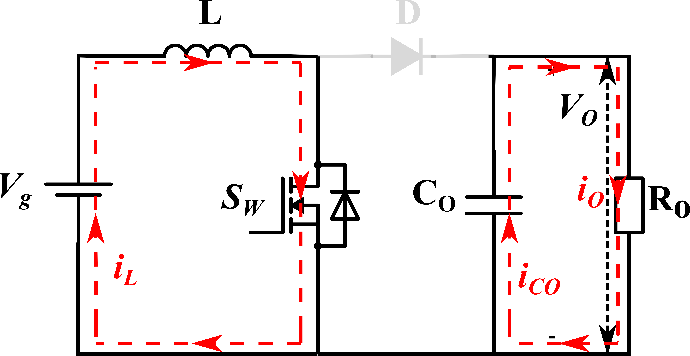 L
D
V_O
V_g
S_W
C_O
i_O
R_O
i_L
i_CO